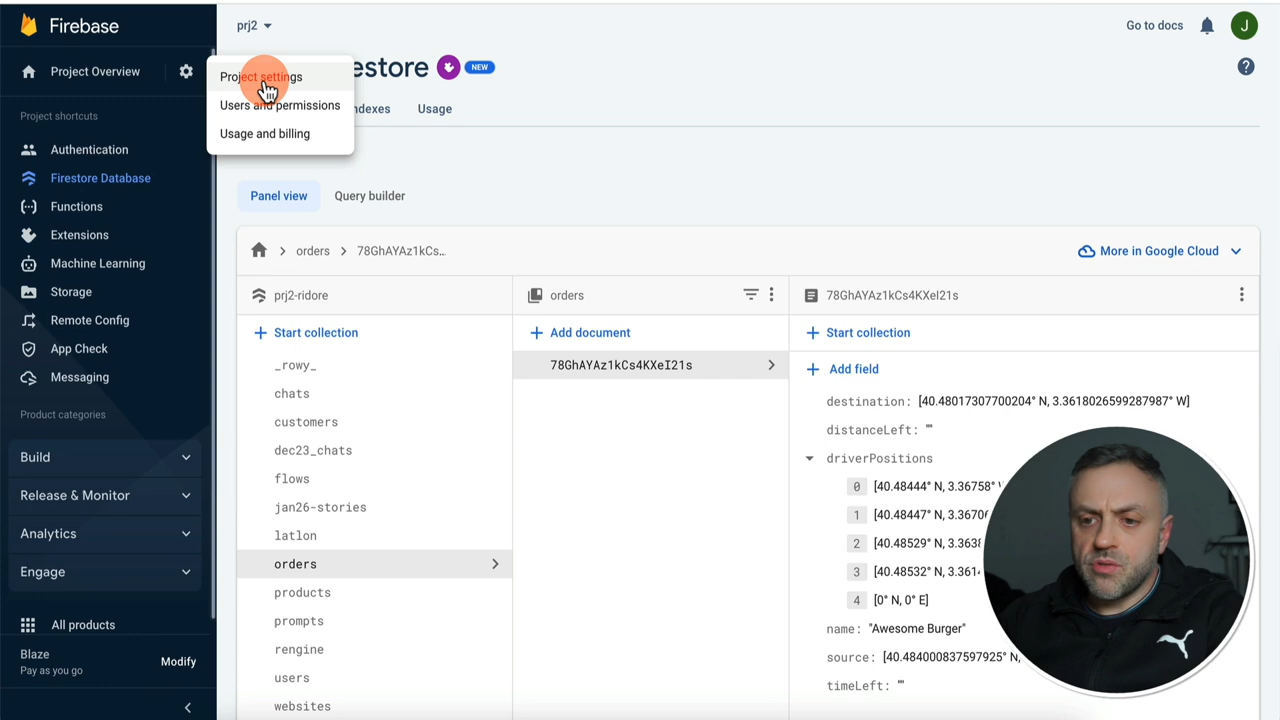 Firebase
prj2
Go to docs
J
Project Overview
Project settings
Users and permissions
Usage and billing
estore
NEW
ndexes
Usage
Project shortcuts
Authentication
Firestore Database
Functions
Extensions
Machine Learning
Storage
Remote Config
App Check
Messaging
Product categories
Build
Release & Monitor
Analytics
Engage
All products
Blaze
Pay as you go
Modify
Panel view
Query builder
orders
78GhAYAz1kCs...
More in Google Cloud
prj2-ridore
Start collection
_rowy_
chats
customers
dec23_chats
flows
jan26-stories
latlon
orders
products
prompts
rengine
users
websites
orders
Add document
78GhAYAz1kCs4KXeI21s
78GhAYAz1kCs4KXeI21s
Start collection
Add field
destination: [40.48017307700204° N, 3.3618026599287987° W]
distanceLeft: ""
driverPositions
0 [40.48444° N, 3.36758°
1 [40.48447° N, 3.3670
2 [40.48529° N, 3.363
3 [40.48532° N, 3.361
4 [0° N, 0° E]
name: "Awesome Burger"
source: [40.484000837597925° N,
timeLeft: ""